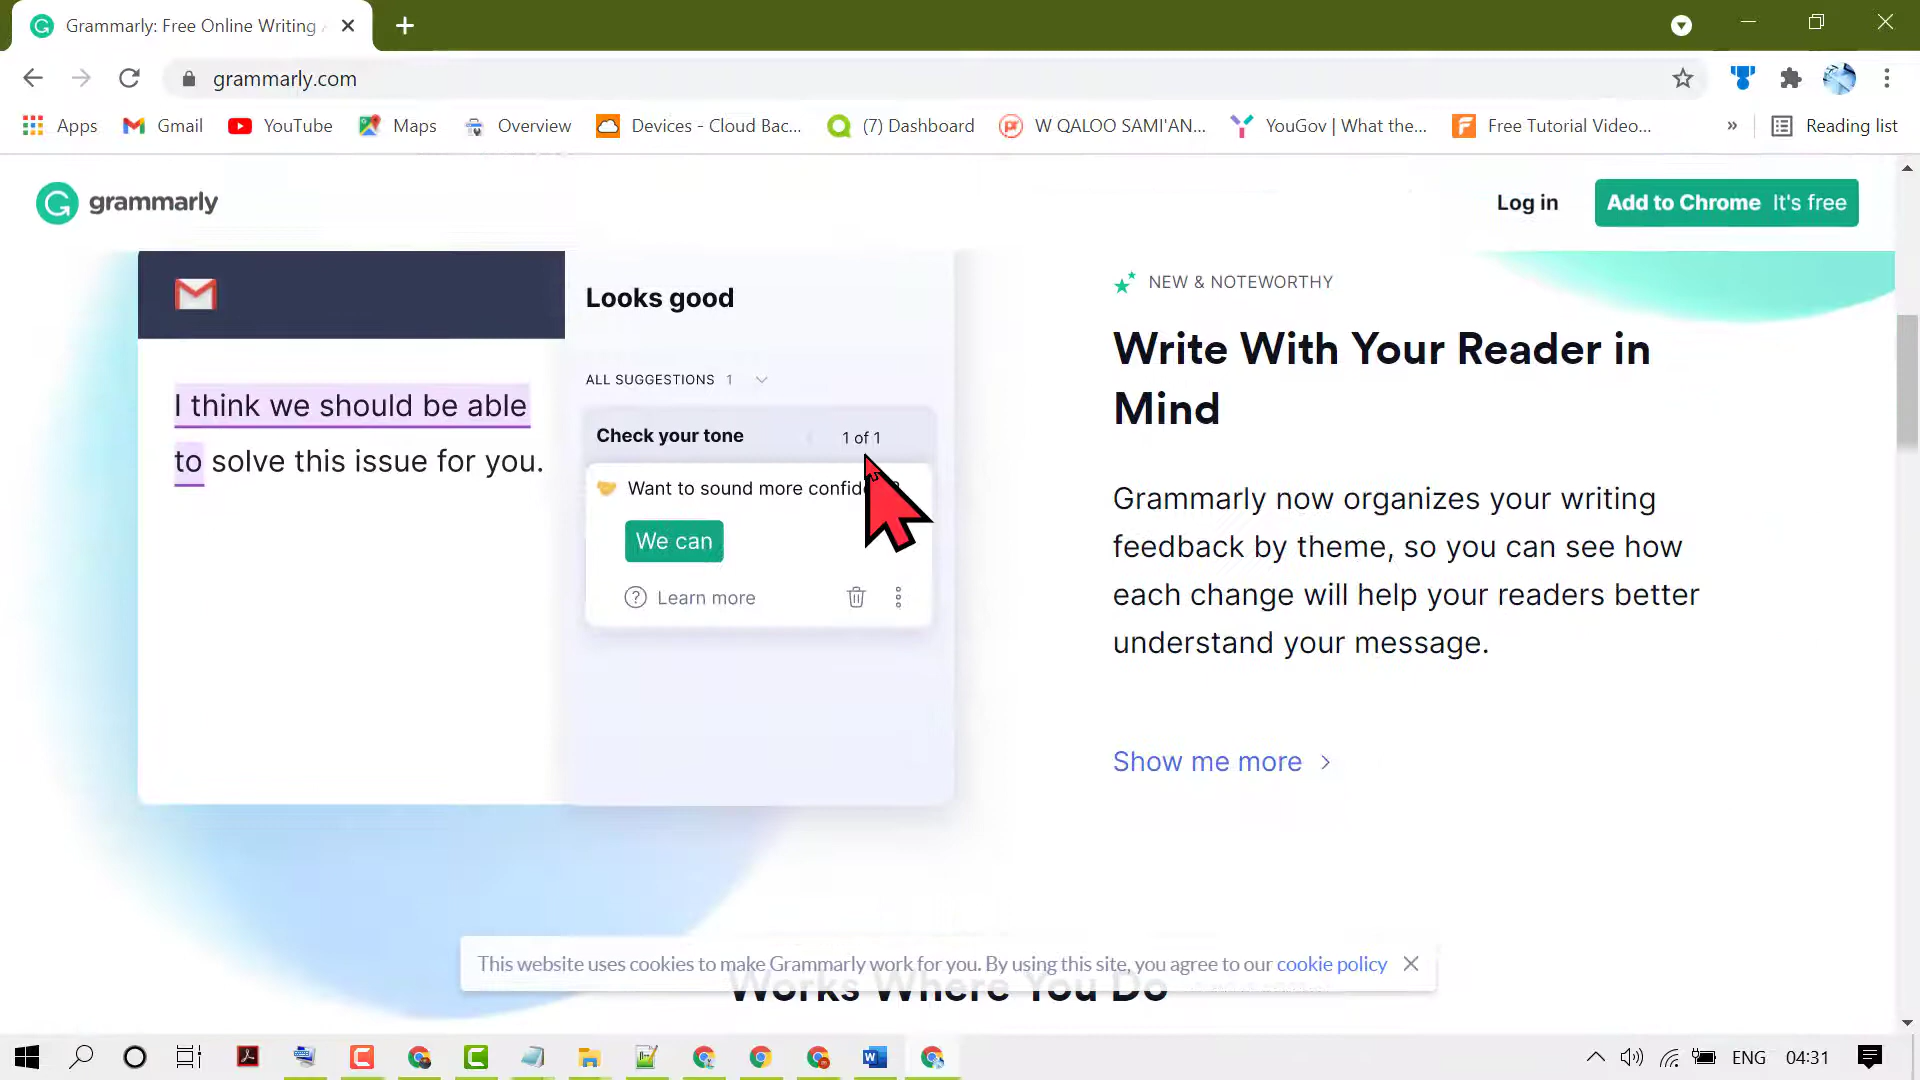 Grammarly: Free Online Writing
grammarly.com
Apps
Gmail
YouTube
Maps
Overview
Devices - Cloud Bac...
(7) Dashboard
W QALOO SAMI'AN...
YouGov | What the...
Free Tutorial Video...
»
Reading list
grammarly
Log in
Add to Chrome It's free
Looks good
ALL SUGGESTIONS 1
I think we should be able
to solve this issue for you.
Check your tone
1 of 1
Want to sound more
We can
Learn more
NEW & NOTEWORTHY
Write With Your Reader in
Mind
Grammarly now organizes your writing
feedback by theme, so you can see how
each change will help your readers better
understand your message.
Show me more
This website uses cookies to make Grammarly work for you. By using this site, you agree to our cookie policy
Works Where You Do
ENG 04:31